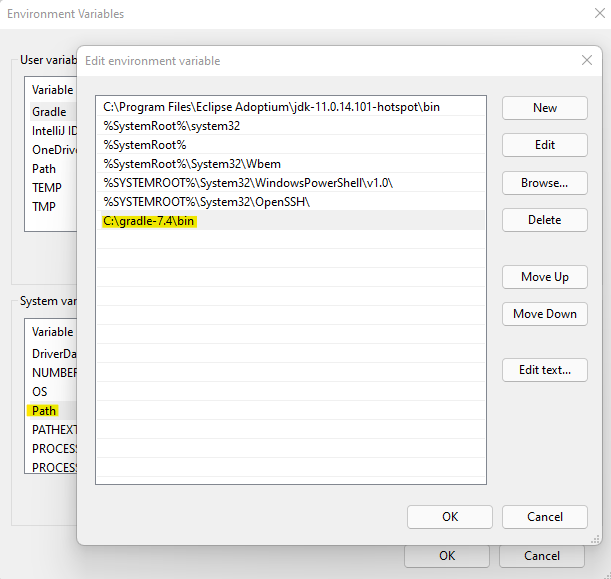 Environment Variables
User variab
Variable
Gradle
IntelliJ ID
OneDrive
Path
TEMP
TMP
System var
Variable
DriverDa
NUMBER
OS
Path
PATHEXT
PROCESS
PROCESS
Edit environment variable
C:\Program Files\Eclipse Adoptium\jdk-11.0.14.101-hotspot\bin
%SystemRoot%\system32
%SystemRoot%
%SystemRoot%\System32\Wbem
%SYSTEMROOT%\System32\WindowsPowerShell\v1.0\
%SYSTEMROOT%\System32\OpenSSH\
C:\gradle-7.4\bin
New
Edit
Browse...
Delete
Move Up
Move Down
Edit text...
OK
Cancel
OK
Cancel